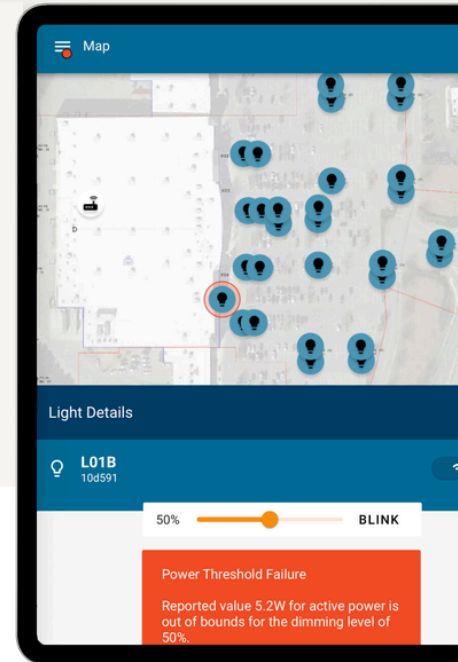 Map
Light Details
L01B
10d591
50%
BLINK
Power Threshold Failure
Reported value 5.2W for active power is
out of bounds for the dimming level of
50%.